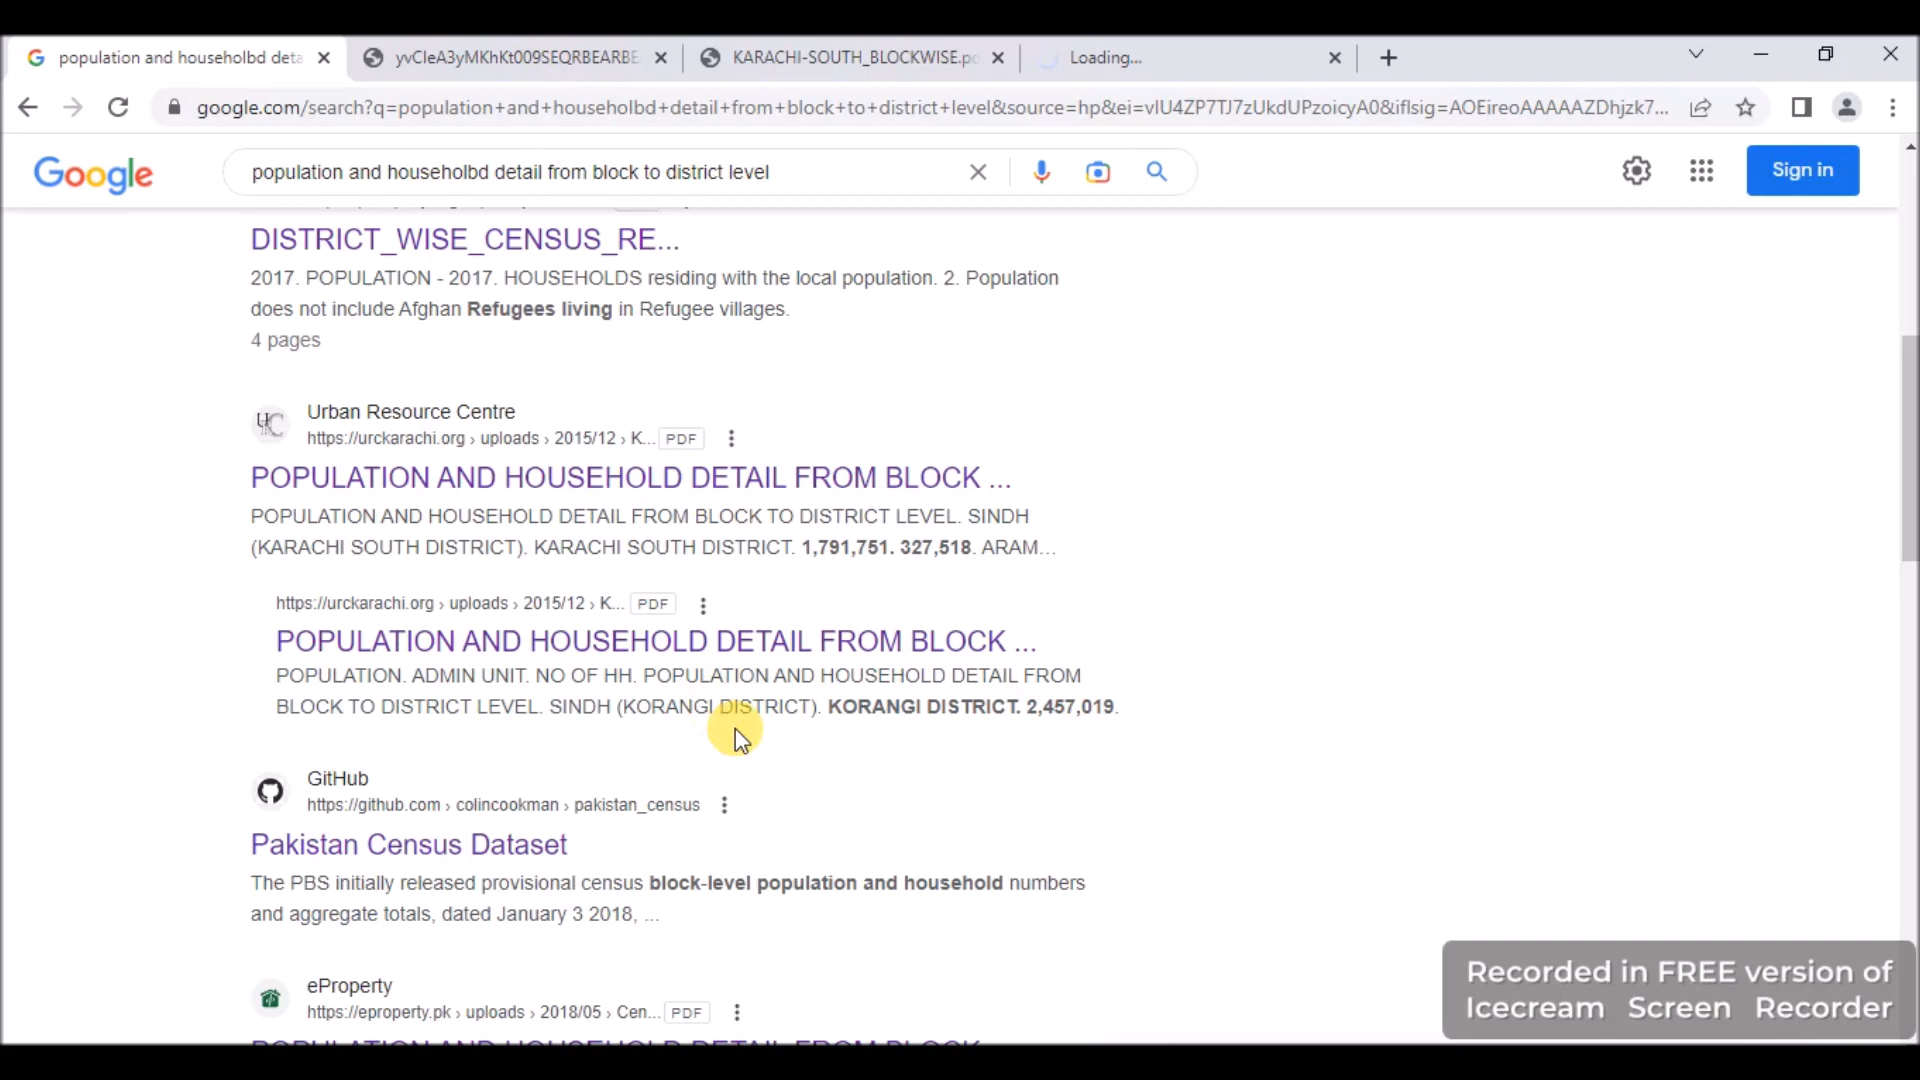 population and householbd deta
yvCIeA3yMKhKt009SEQRBEARBE
KARACHI-SOUTH_BLOCKWISE.pd
Loading...
google.com/search?q=population+and+householbd+detail+from+block+to+district+level&source=hp&ei=vlU4ZP7TJ7zUkdUPzoicyA0&iflsig=AOEireoAAAAAZDhjzk7...
Google
population and householbd detail from block to district level
Sign in
DISTRICT_WISE_CENSUS_RE...
2017. POPULATION - 2017. HOUSEHOLDS residing with the local population. 2. Population
does not include Afghan Refugees living in Refugee villages.
4 pages
Urban Resource Centre
https://urckarachi.org › uploads › 2015/12 › K... PDF
POPULATION AND HOUSEHOLD DETAIL FROM BLOCK ...
POPULATION AND HOUSEHOLD DETAIL FROM BLOCK TO DISTRICT LEVEL. SINDH
(KARACHI SOUTH DISTRICT). KARACHI SOUTH DISTRICT. 1,791,751. 327,518. ARAM...
https://urckarachi.org › uploads › 2015/12 › K... PDF
POPULATION AND HOUSEHOLD DETAIL FROM BLOCK ...
POPULATION. ADMIN UNIT. NO OF HH. POPULATION AND HOUSEHOLD DETAIL FROM
BLOCK TO DISTRICT LEVEL. SINDH (KORANGI DISTRICT). KORANGI DISTRICT. 2,457,019.
GitHub
https://github.com › colincookman › pakistan_census
Pakistan Census Dataset
The PBS initially released provisional census block-level population and household numbers
and aggregate totals, dated January 3 2018, ...
eProperty
https://eproperty.pk › uploads › 2018/05 › Cen... PDF
POPULATION AND HOUSEHOLD DETAIL FROM BLOCK
Recorded in FREE version of
Icecream Screen Recorder